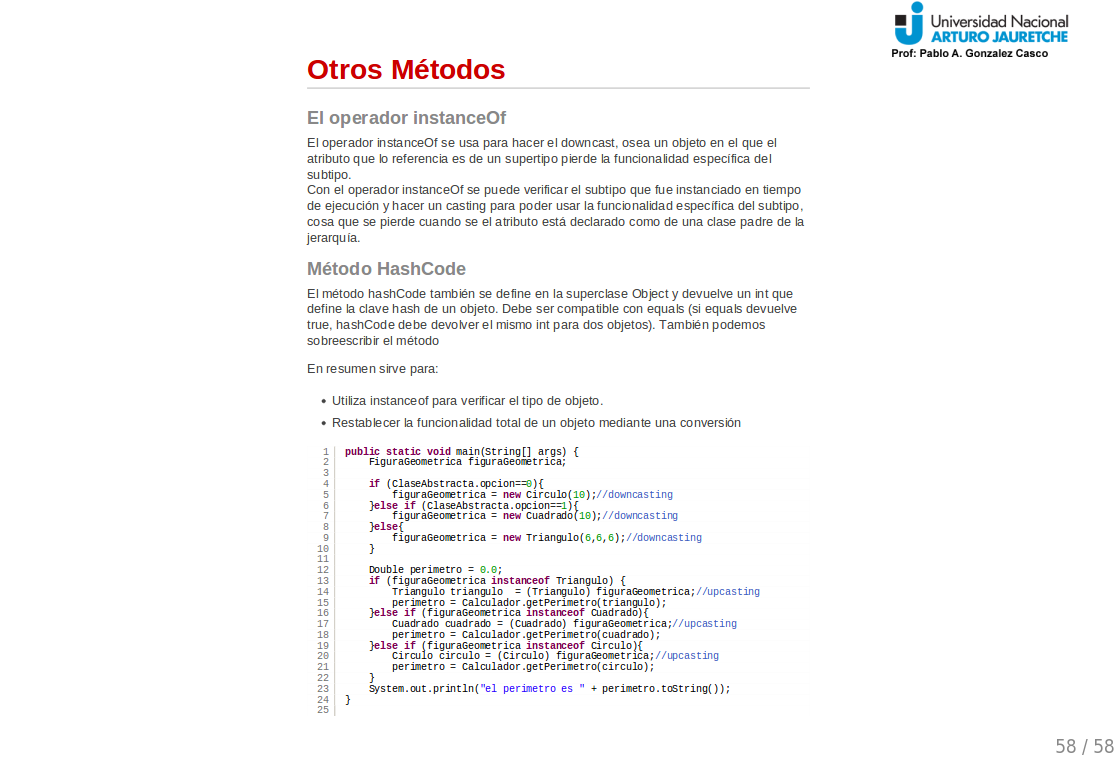 Universidad Nacional
ARTURO JAURETCHE
Prof: Pablo A. Gonzalez Casco
Otros Métodos
El operador instanceOf
El operador instanceOf se usa para hacer el downcast, osea un objeto en el que el
atributo que lo referencia es de un supertipo pierde la funcionalidad específica del
subtipo.
Con el operador instanceOf se puede verificar el subtipo que fue instanciado en tiempo
de ejecución y hacer un casting para poder usar la funcionalidad específica del subtipo,
cosa que se pierde cuando se el atributo está declarado como de una clase padre de la
jerarquía.
Método HashCode
El método hashCode también se define en la superclase Object y devuelve un int que
define la clave hash de un objeto. Debe ser compatible con equals (si equals devuelve
true, hashCode debe devolver el mismo int para dos objetos). También podemos
sobreescribir el método
En resumen sirve para:
• Utiliza instanceof para verificar el tipo de objeto.
• Restablecer la funcionalidad total de un objeto mediante una conversión
1 public static void main(String[] args) {
2 FiguraGeometrica figuraGeometrica;
3
4 if (ClaseAbstracta.opcion==0){
5 figuraGeometrica = new Circulo(10);//downcasting
6 }else if (ClaseAbstracta.opcion==1){
7 figuraGeometrica = new Cuadrado(10);//downcasting
8 }else{
9 figuraGeometrica = new Triangulo(6,6,6);//downcasting
10 }
11
12 Double perimetro = 0.0;
13 if (figuraGeometrica instanceof Triangulo) {
14 Triangulo triangulo  = (Triangulo) figuraGeometrica;//upcasting
15 perimetro = Calculador.getPerimetro(triangulo);
16 }else if (figuraGeometrica instanceof Cuadrado){
17 Cuadrado cuadrado = (Cuadrado) figuraGeometrica;//upcasting
18 perimetro = Calculador.getPerimetro(cuadrado);
19 }else if (figuraGeometrica instanceof Circulo){
20 Circulo circulo = (Circulo) figuraGeometrica;//upcasting
21 perimetro = Calculador.getPerimetro(circulo);
22 }
23 System.out.println("el perimetro es " + perimetro.toString());
24 }
25
58 / 58